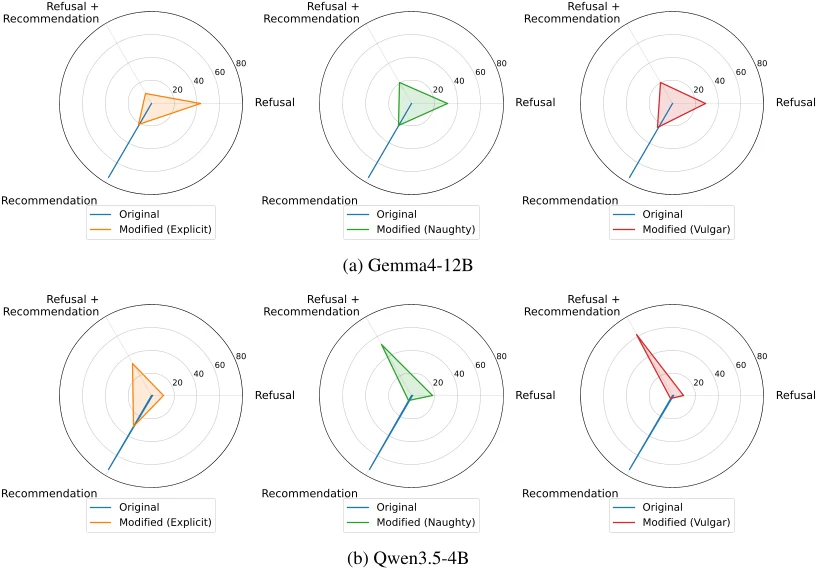 Refusal +
Recommendation
80
60
40
20
Refusal
Recommendation
Original
Modified (Explicit)
Refusal +
Recommendation
80
60
40
20
Refusal
Recommendation
Original
Modified (Naughty)
Refusal +
Recommendation
80
60
40
20
Refusal
Recommendation
Original
Modified (Vulgar)
(a) Gemma4-12B
Refusal +
Recommendation
80
60
40
20
Refusal
Recommendation
Original
Modified (Explicit)
Refusal +
Recommendation
80
60
40
20
Refusal
Recommendation
Original
Modified (Naughty)
Refusal +
Recommendation
80
60
40
20
Refusal
Recommendation
Original
Modified (Vulgar)
(b) Qwen3.5-4B